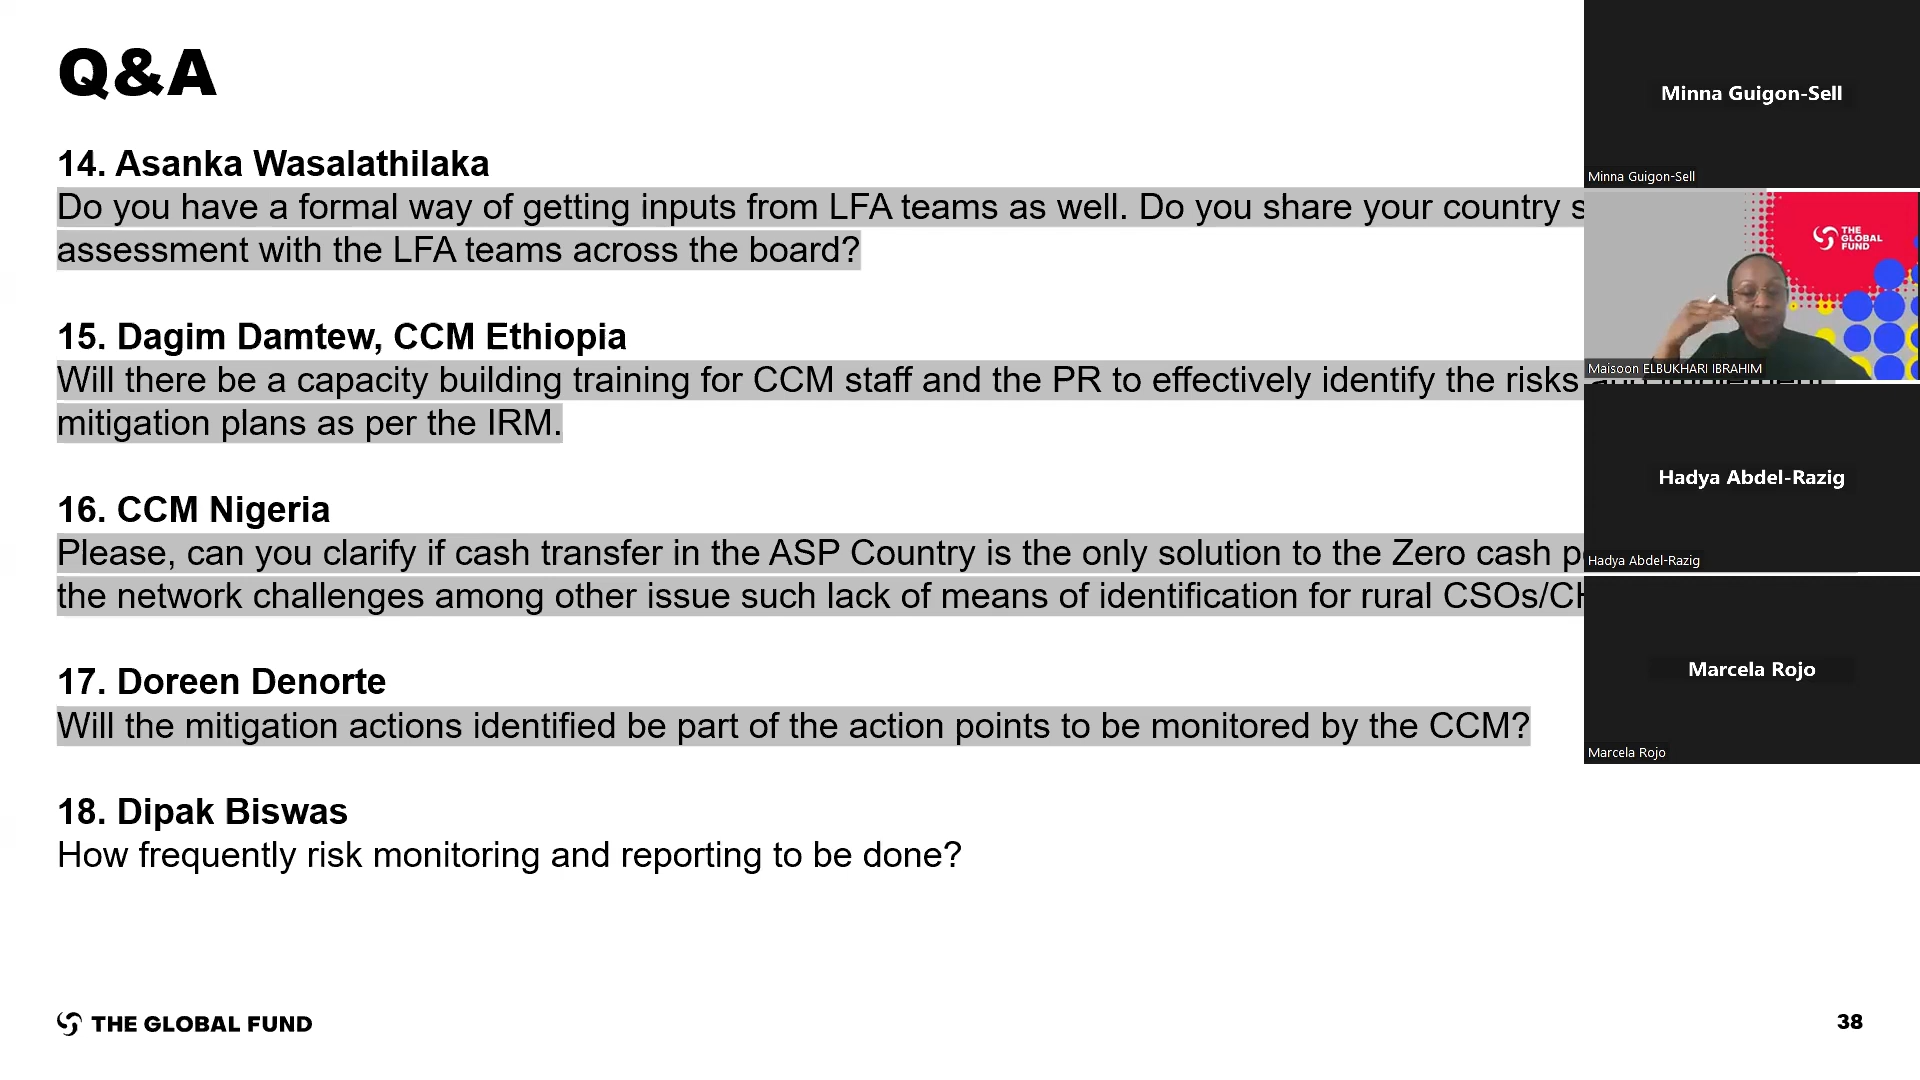 Q&A
14. Asanka Wasalathilaka
Do you have a formal way of getting inputs from LFA teams as well. Do you share your country
assessment with the LFA teams across the board?
15. Dagim Damtew, CCM Ethiopia
Will there be a capacity building training for CCM staff and the PR to effectively identify the risks
mitigation plans as per the IRM.
16. CCM Nigeria
Please, can you clarify if cash transfer in the ASP Country is the only solution to the Zero cash
the network challenges among other issue such lack of means of identification for rural
17. Doreen Denorte
Will the mitigation actions identified be part of the action points to be monitored by the CCM?
18. Dipak Biswas
How frequently risk monitoring and reporting to be done?
THE GLOBAL FUND
38
Minna Guigon-Sell
Minna Guigon-Sell
THE
GLOBAL
FUND
Maisoon ELBUKHARI IBRAHIM
Hadya Abdel-Razig
Hadya Abdel-Razig
Marcela Rojo
Marcela Rojo